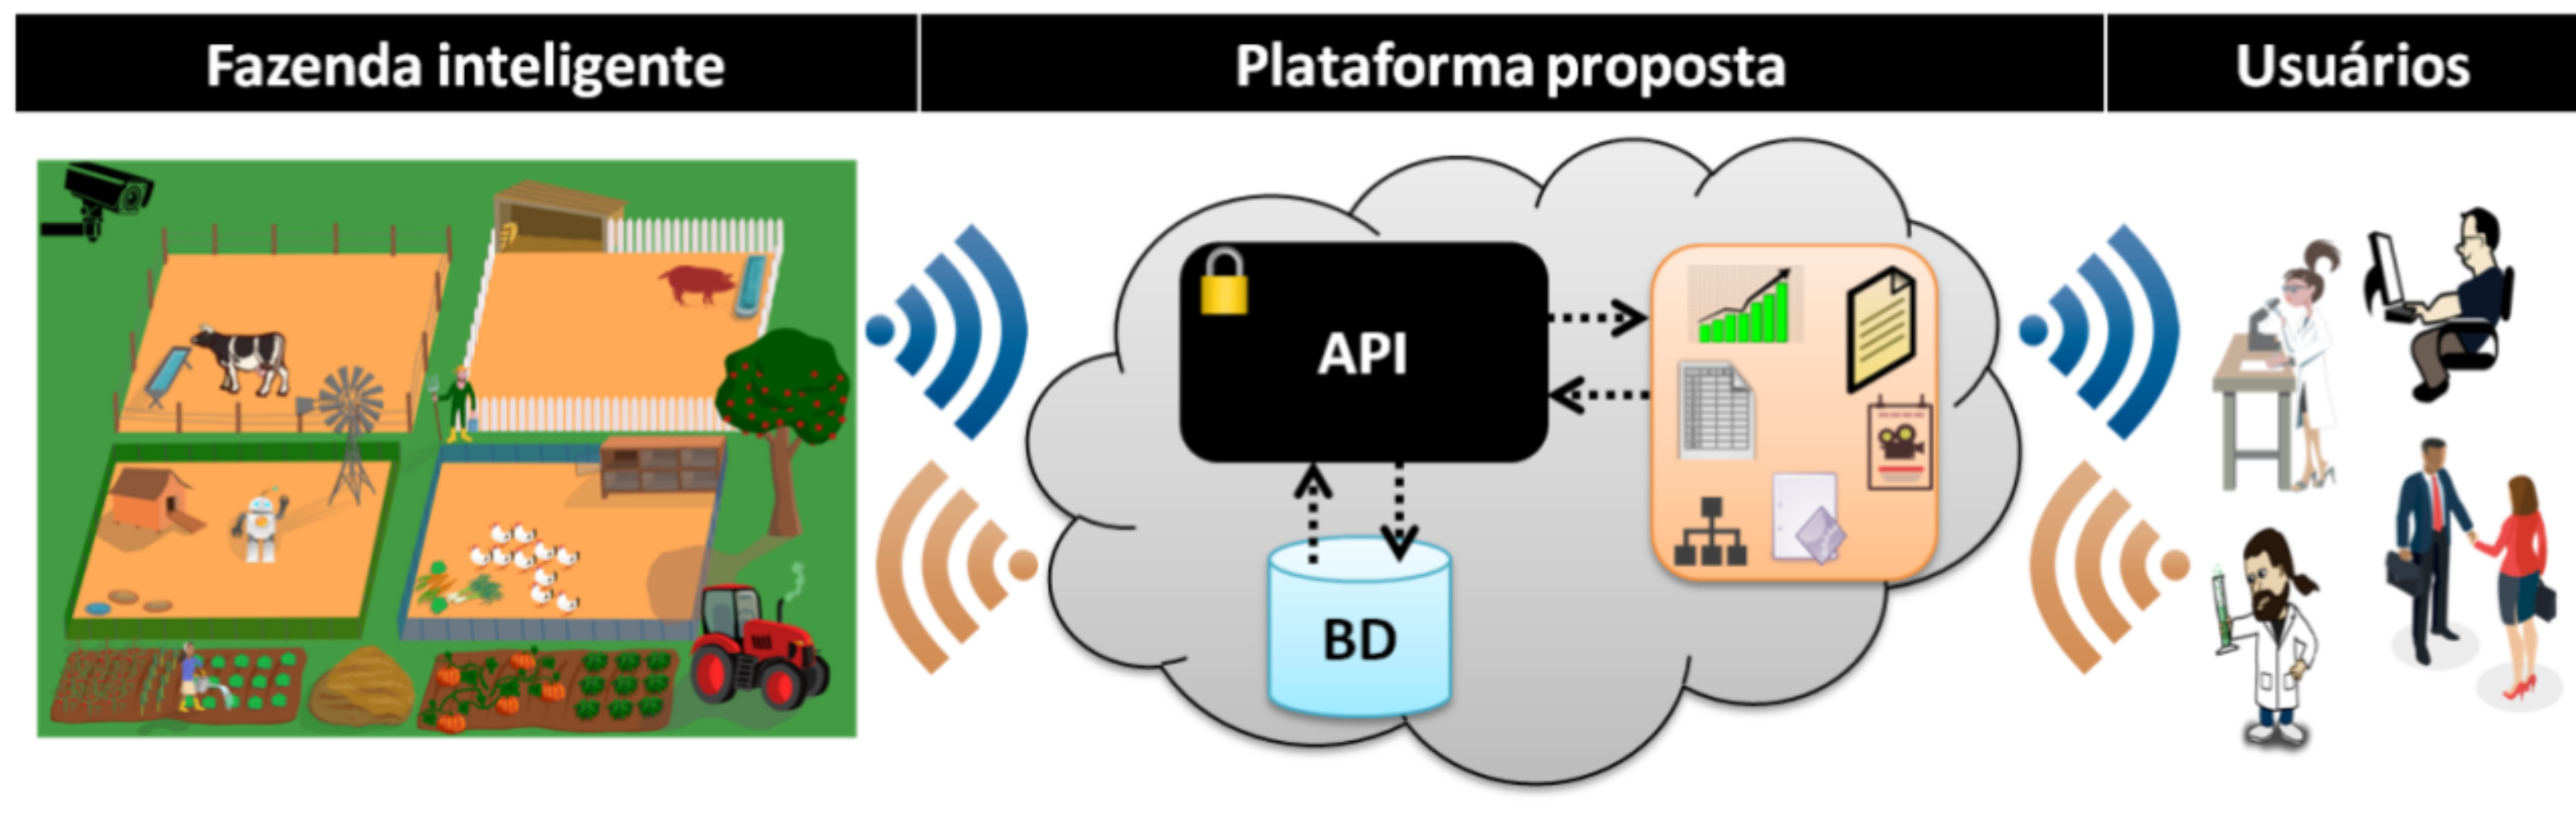 Fazenda inteligente
Plataforma proposta
Usuários
API
BD